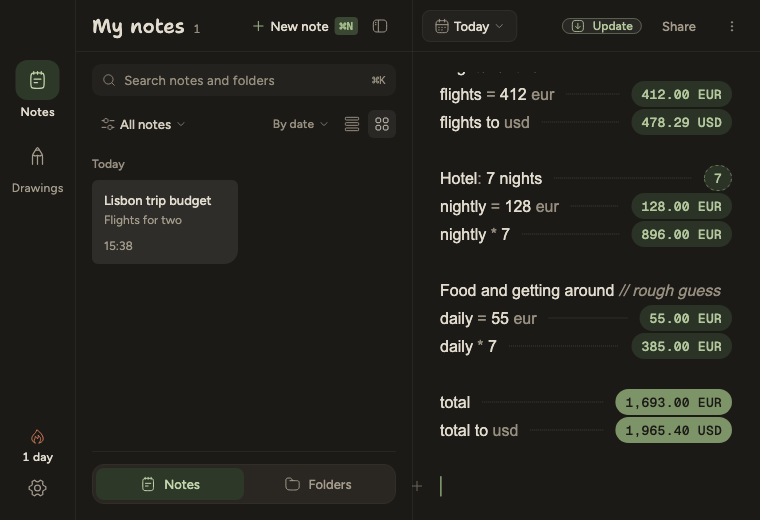 My notes 1
+ New note ⌘N
Search notes and folders ⌘K
All notes
By date
Today
Lisbon trip budget
Flights for two
15:38
Notes
Drawings
1 day
Notes
Folders
Today
Update
Share
flights = 412 eur 412.00 EUR
flights to usd 478.29 USD
Hotel: 7 nights 7
nightly = 128 eur 128.00 EUR
nightly * 7 896.00 EUR
Food and getting around // rough guess
daily = 55 eur 55.00 EUR
daily * 7 385.00 EUR
total 1,693.00 EUR
total to usd 1,965.40 USD